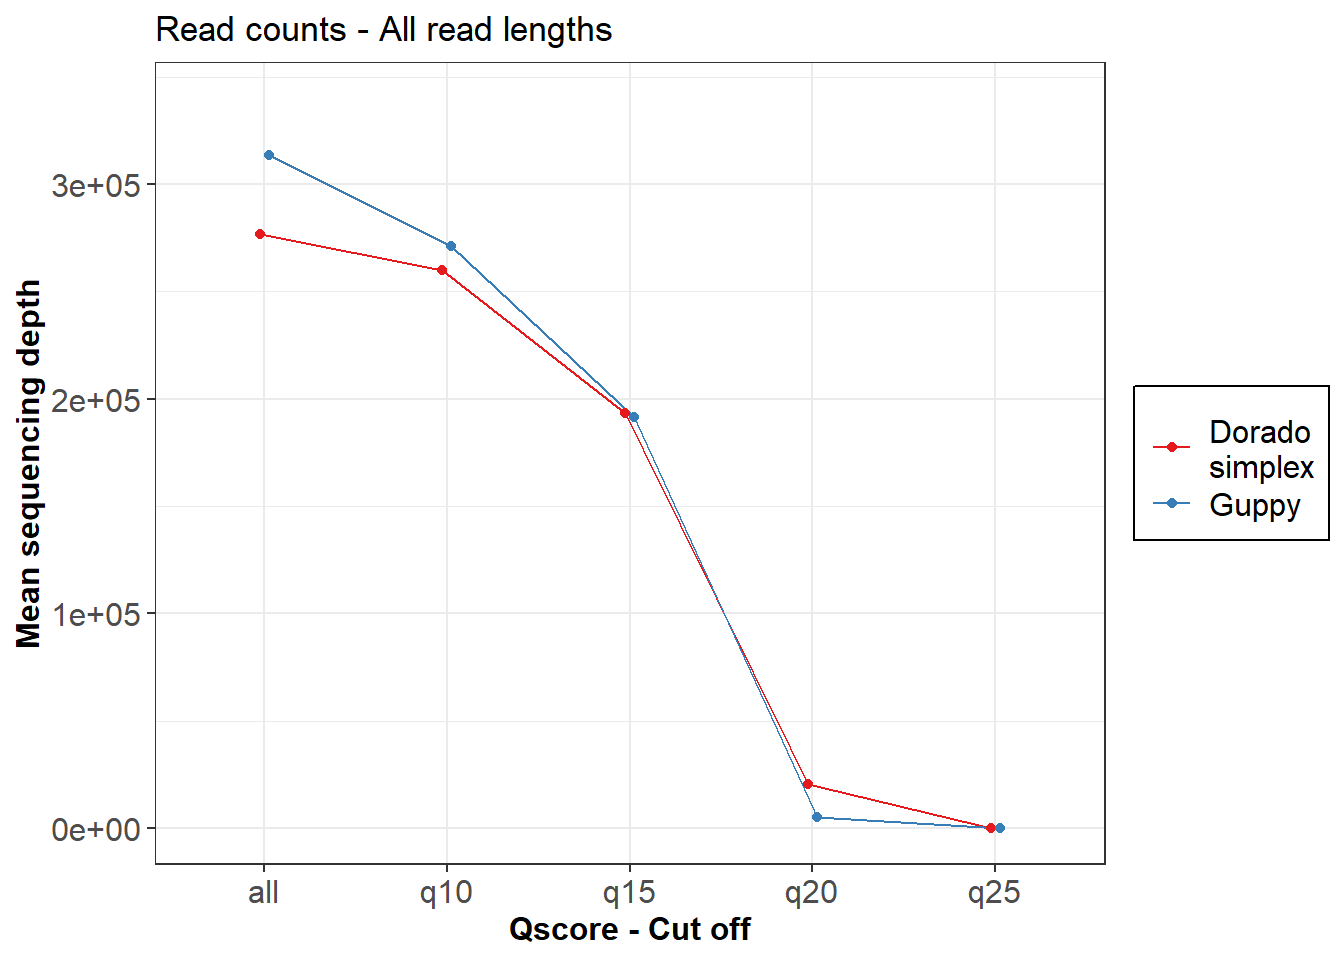 Read counts - All read lengths
Mean sequencing depth
3e+05
2e+05
1e+05
0e+00
all
q10
q15
q20
q25
Qscore - Cut off
Dorado
simplex
Guppy